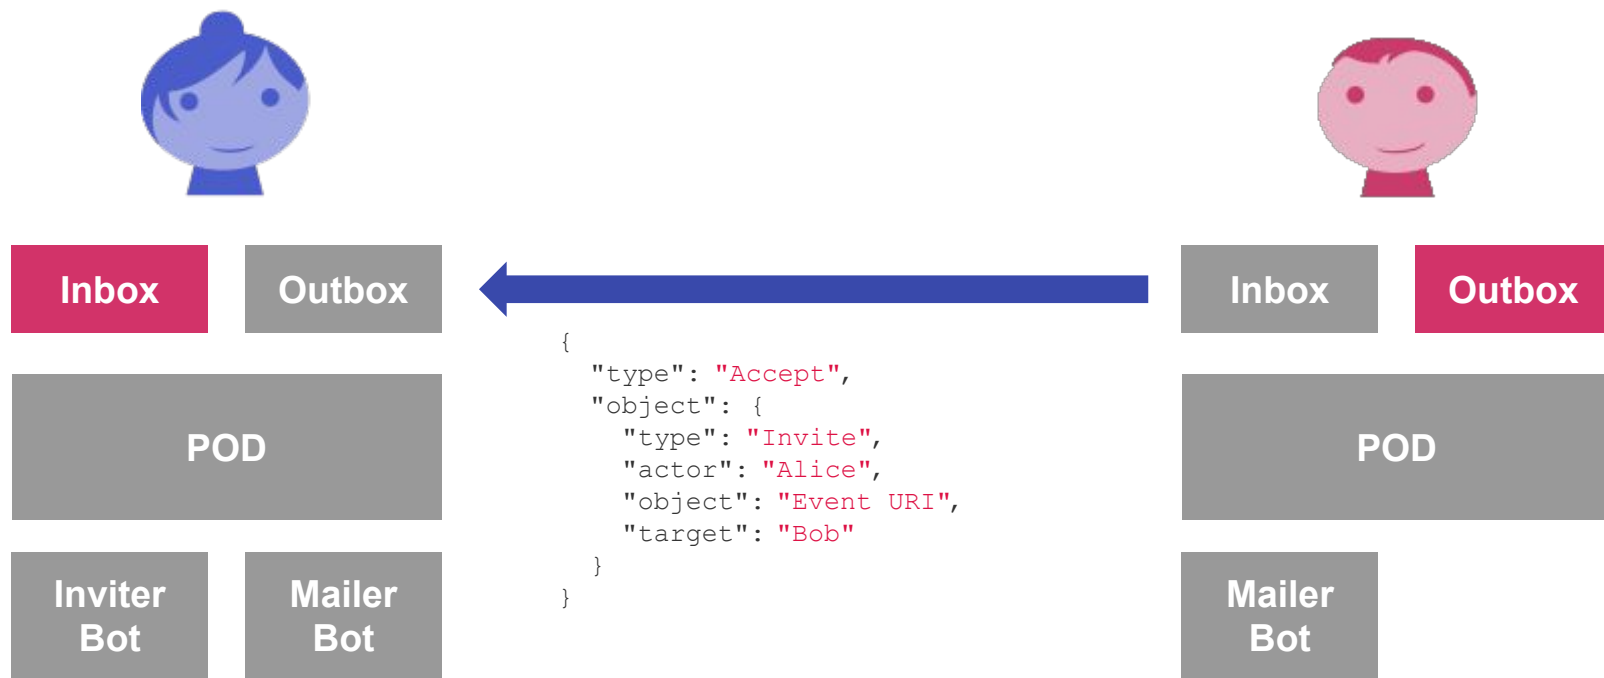 Inbox
Outbox
Inbox
Outbox
{
"type": "Accept",
"object": {
"type": "Invite",
"actor": "Alice",
"object": "Event URI",
"target": "Bob"
}
}
POD
POD
Inviter
Bot
Mailer
Bot
Mailer
Bot